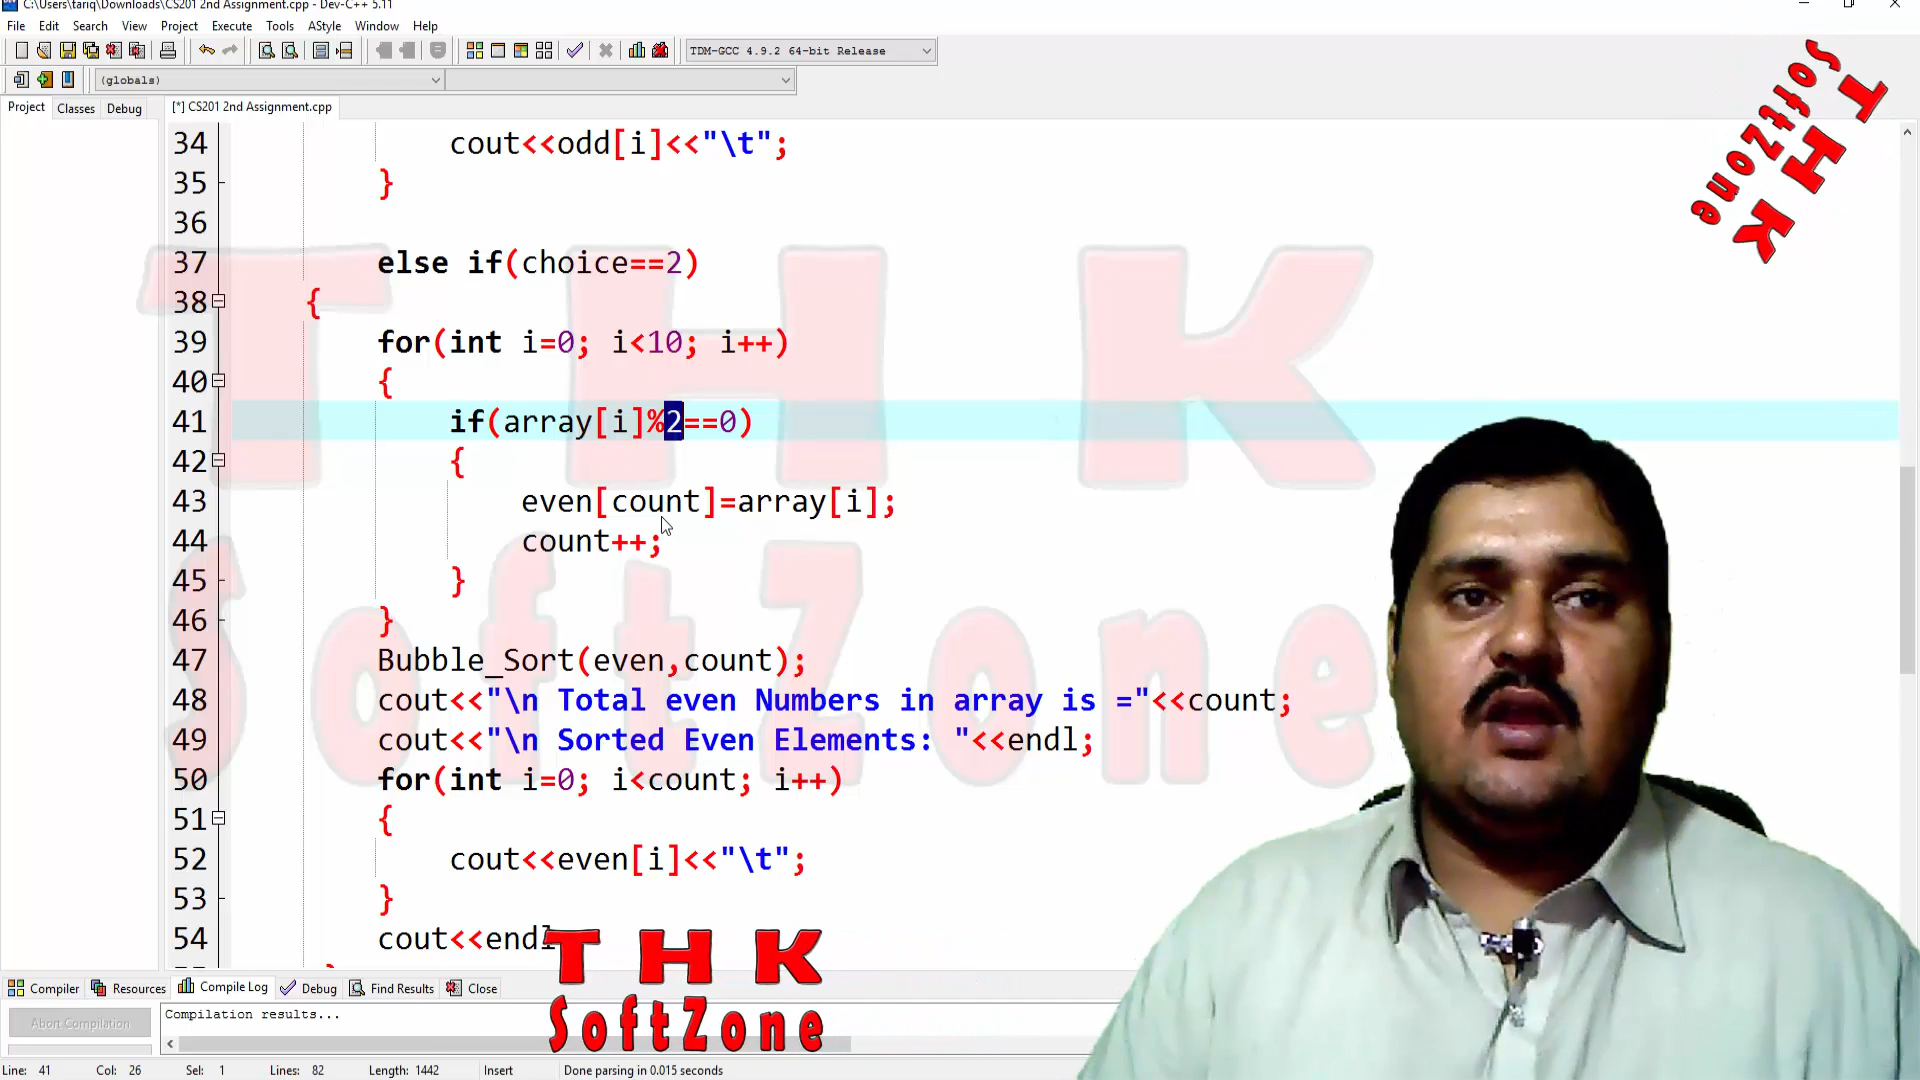 C:\Users\tariq\Downloads\CS201 2nd Assignment.cpp - Dev-C++ 5.11
File Edit Search View Project Execute Tools AStyle Window Help
TDM-GCC 4.9.2 64-bit Release
(globals)
Project Classes Debug [*] CS201 2nd Assignment.cpp
THK
SoftZone
34 cout<<odd[i]<<"\t";
35 }
36
37 else if(choice==2)
38 {
39 for(int i=0; i<10; i++)
40 {
41 if(array[i]%2==0)
42 {
43 even[count]=array[i];
44 count++;
45 }
46 }
47 Bubble_Sort(even,count);
48 cout<<"\n Total even Numbers in array is ="<<count;
49 cout<<"\n Sorted Even Elements: "<<endl;
50 for(int i=0; i<count; i++)
51 {
52 cout<<even[i]<<"\t";
53 }
54 cout<<endl
T H K
SoftZone
T H K
SoftZone
Compiler Resources Compile Log Debug Find Results Close
Abort Compilation
Compilation results...
Line: 41 Col: 26 Sel: 1 Lines: 82 Length: 1442 Insert Done parsing in 0.015 seconds